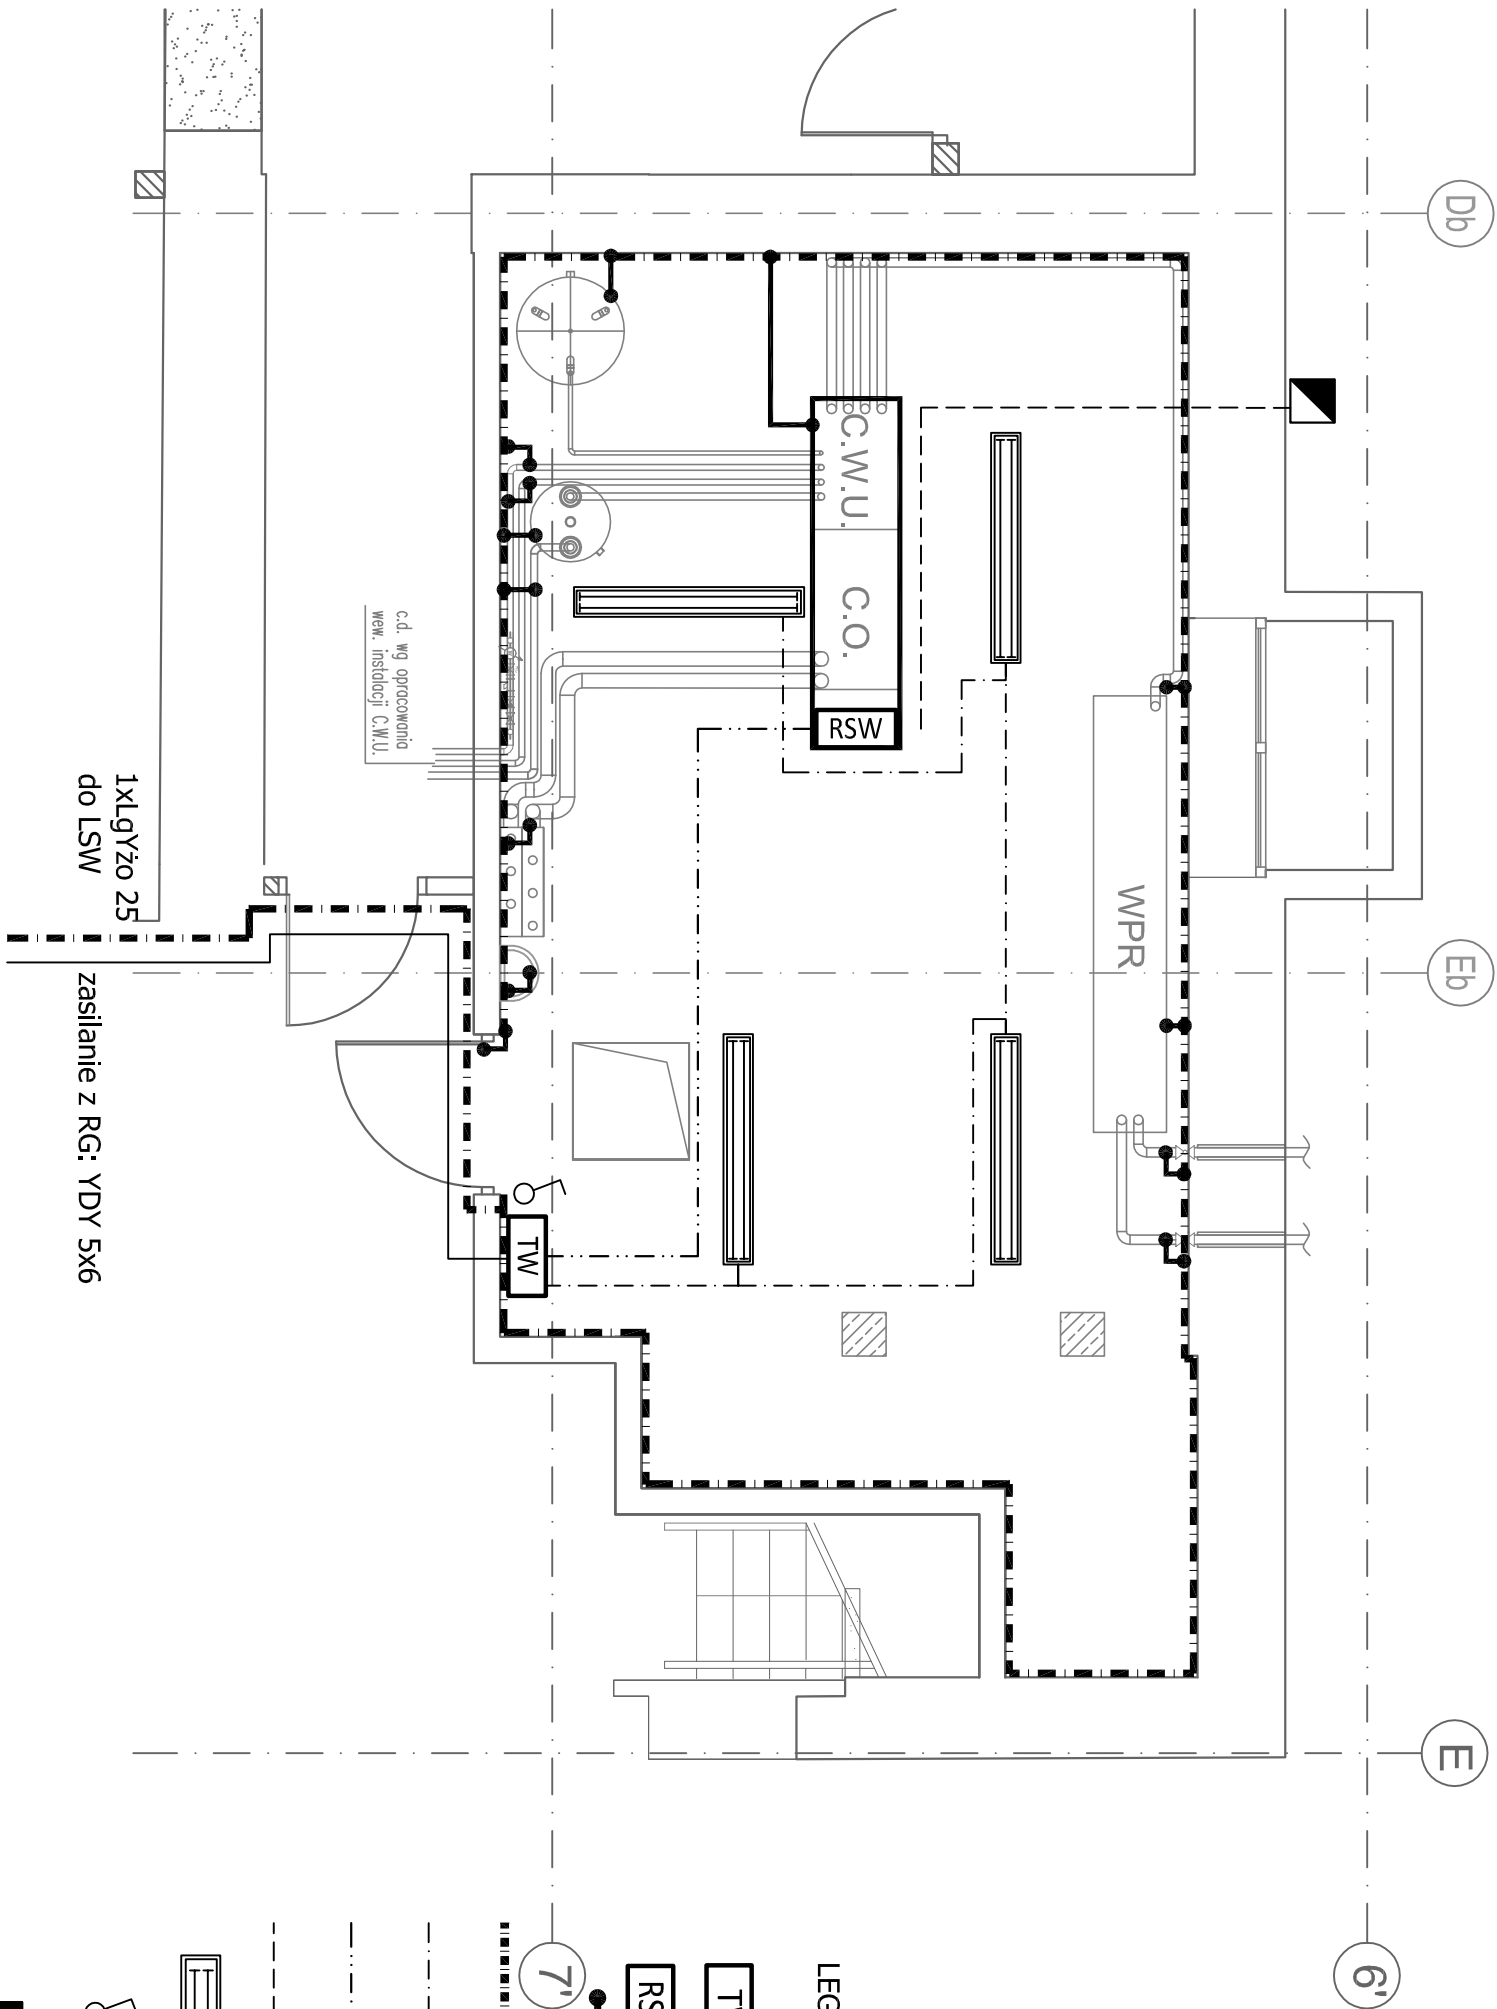 Db
Eb
E
6'
7'
C.W.U.
C.O.
RSW
WPR
TW
c.d. wg opracowania
wew. instalacji C.W.U.
1xLgYżo 25
do LSW
zasilanie z RG: YDY 5x6
LEG
T
RS